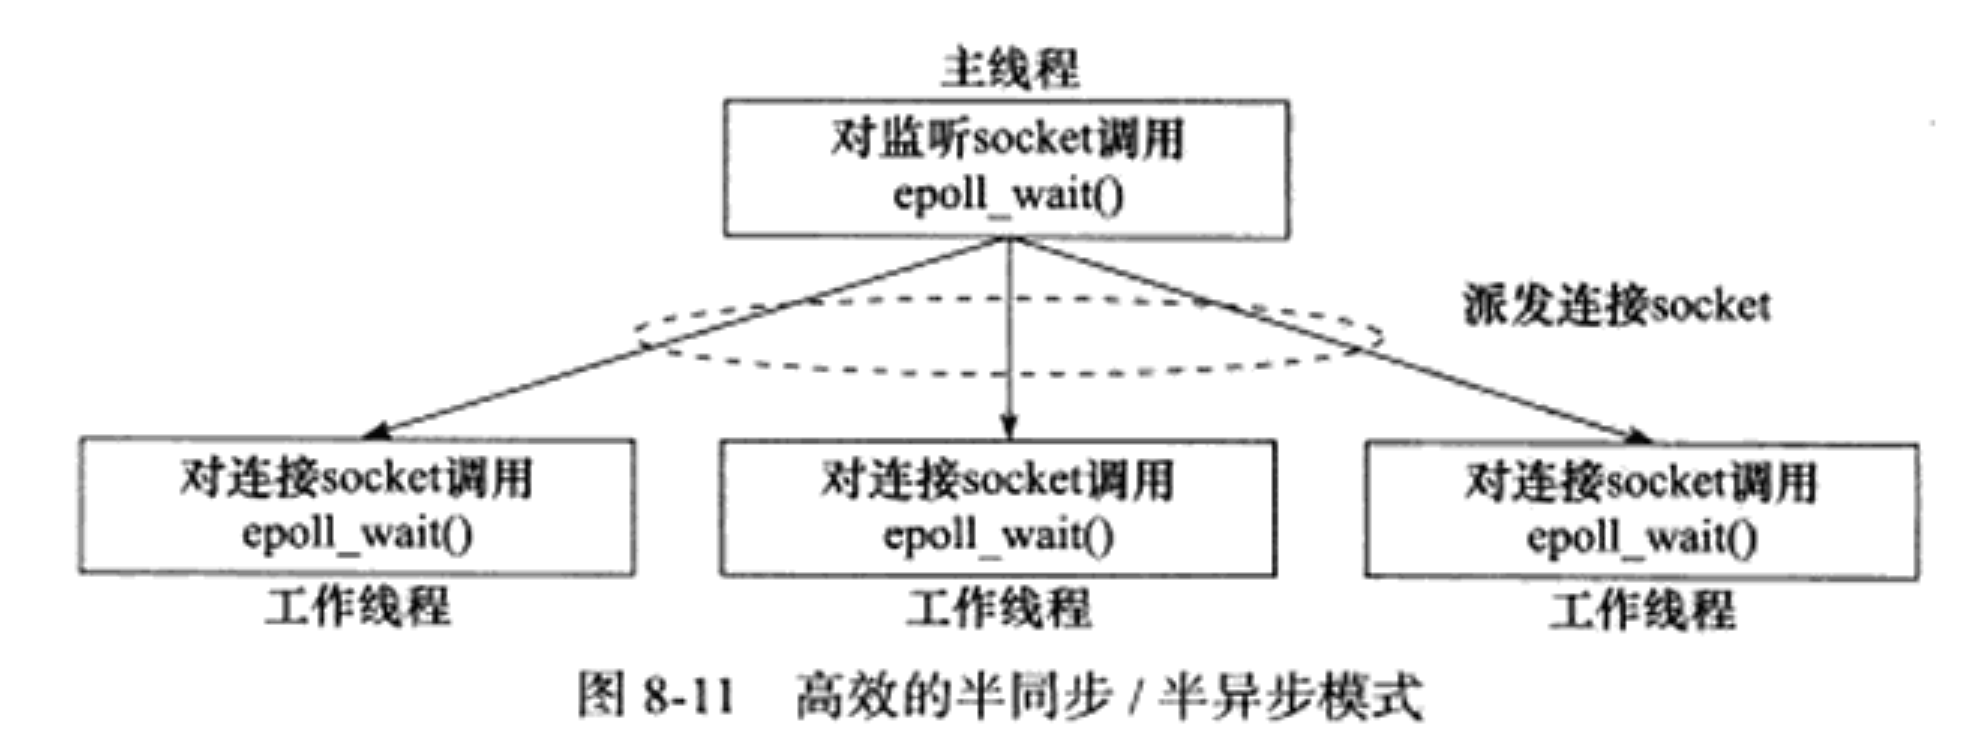 主线程
对监听socket调用
epoll_wait()
派发连接socket
对连接socket调用
epoll_wait()
工作线程
对连接socket调用
epoll_wait()
工作线程
对连接socket调用
epoll_wait()
工作线程
图 8-11 高效的半同步 / 半异步模式